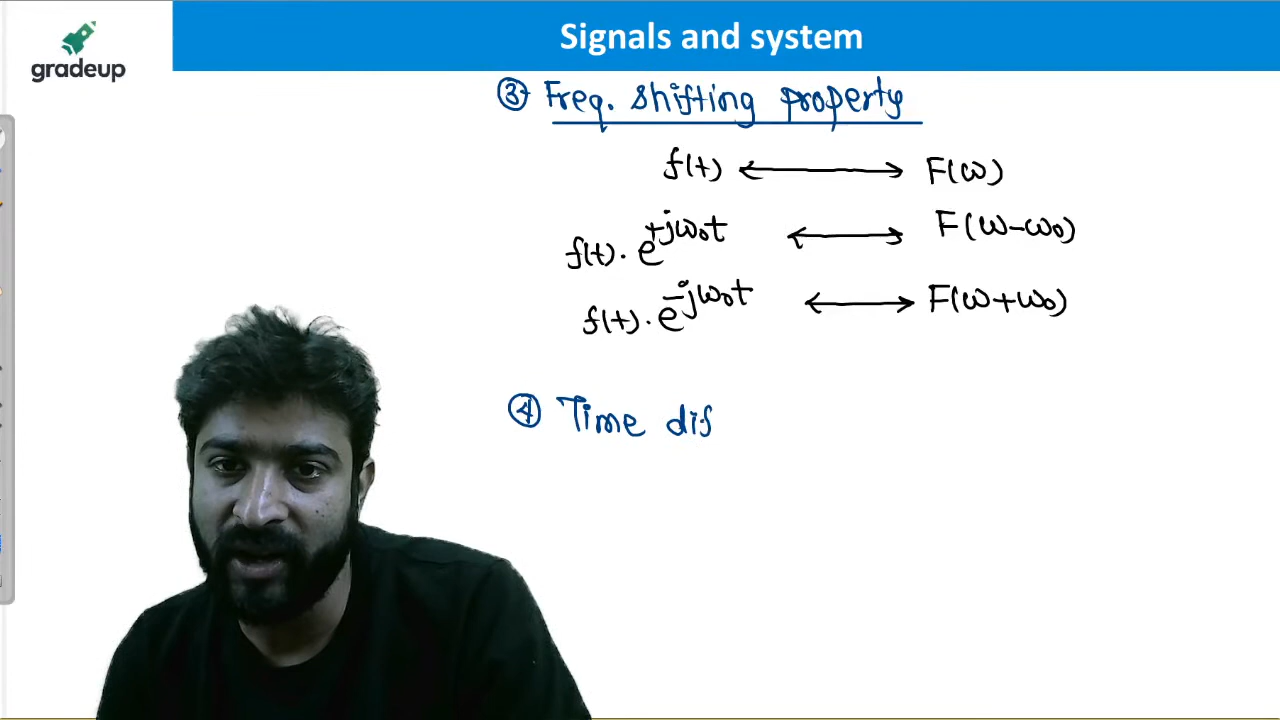 gradeup
Signals and system
③ Freq. shifting property
f(t) ⟷ F(ω)
f(t). e^{+jω₀t} ⟷ F(ω-ω₀)
f(t). e^{-jω₀t} ⟷ F(ω+ω₀)
④ Time dif